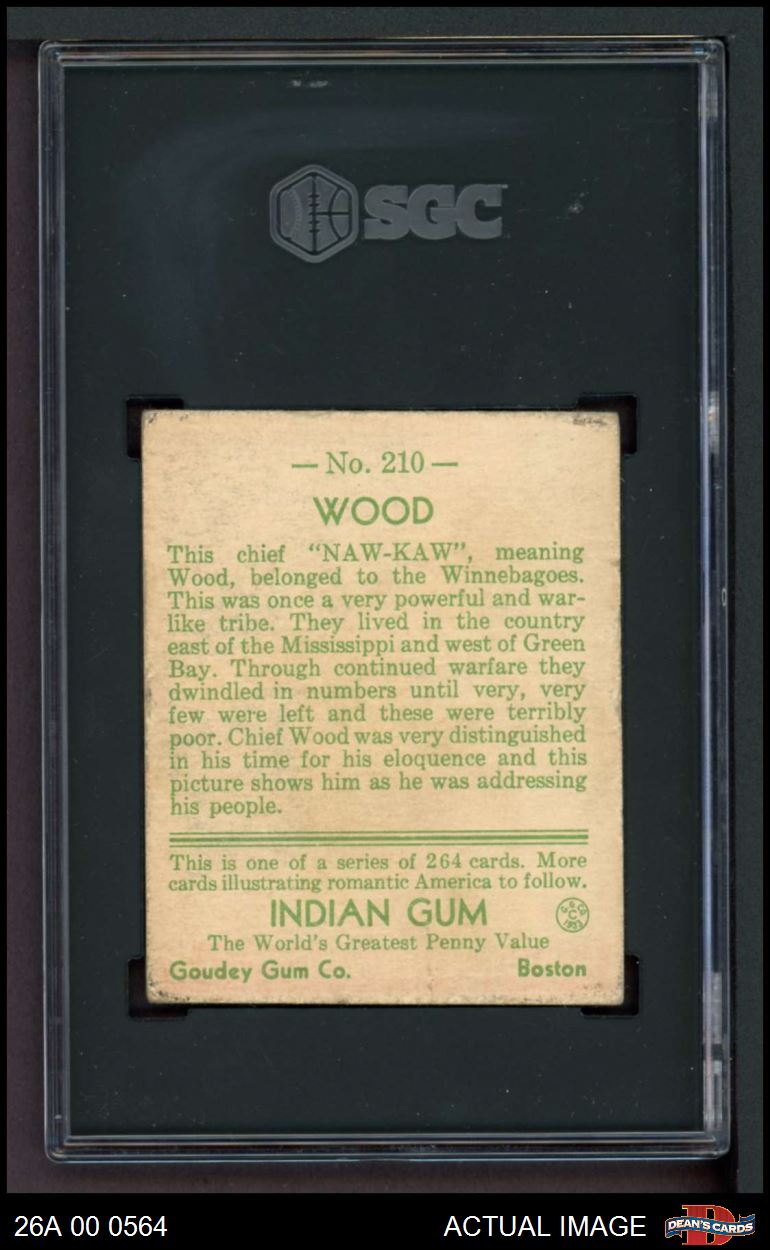 SGC
— No. 210 —
WOOD
This chief "NAW-KAW", meaning
Wood, belonged to the Winnebagoes.
This was once a very powerful and war-
like tribe. They lived in the country
east of the Mississippi and west of Green
Bay. Through continued warfare they
dwindled in numbers until very, very
few were left and these were terribly
poor. Chief Wood was very distinguished
in his time for his eloquence and this
picture shows him as he was addressing
his people.
This is one of a series of 264 cards. More
cards illustrating romantic America to follow.
INDIAN GUM
G. G. Co.
C
1933
The World's Greatest Penny Value
Goudey Gum Co. Boston
26A 00 0564 ACTUAL IMAGE DEAN'S CARDS